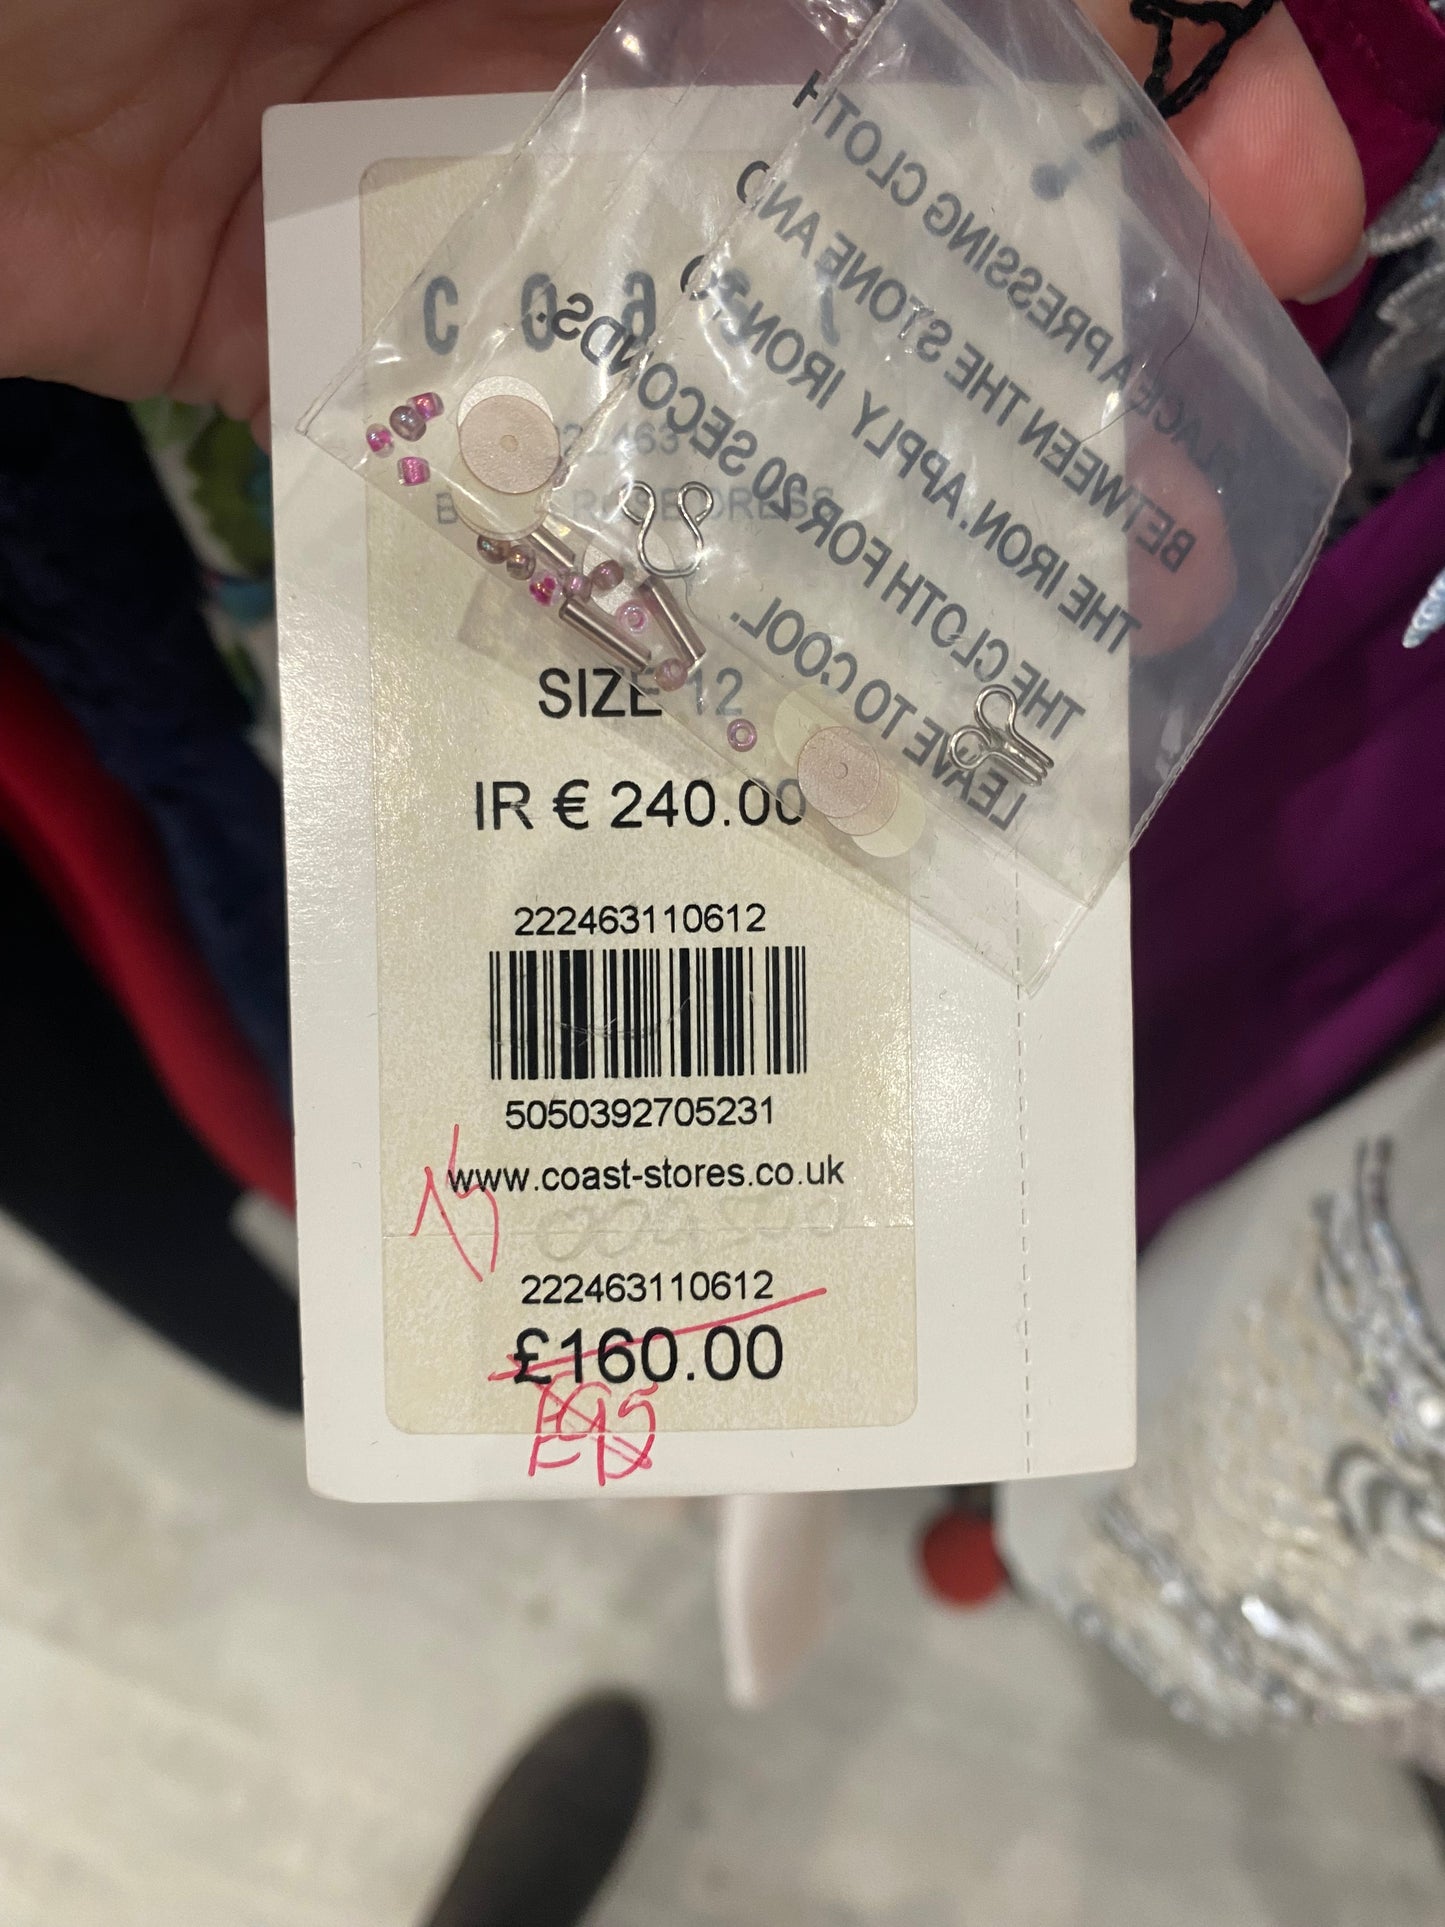 PLACE A PRESSING CLOTH
BETWEEN THE STONE AND
THE IRON. APPLY IRON TO
THE CLOTH FOR 20 SECONDS.
LEAVE TO COOL.
SIZE 12
IR € 240.00
222463110612
5050392705231
www.coast-stores.co.uk
222463110612
£160.00